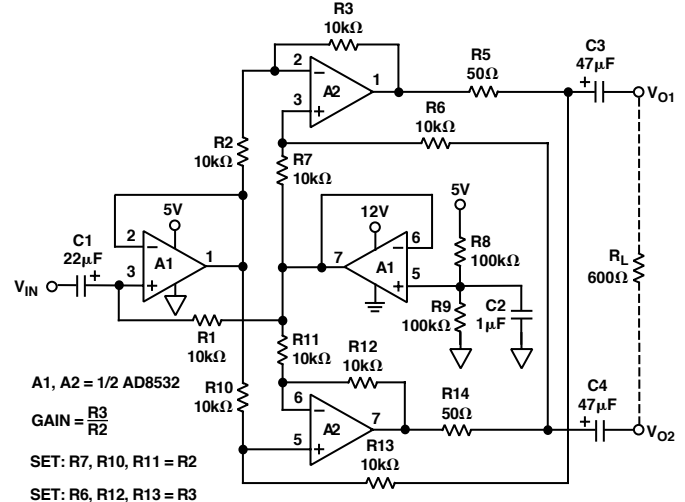 R3
10kΩ
2
A2
1
3
R5
50Ω
C3
47µF
+
VO1
R6
10kΩ
R2
10kΩ
R7
10kΩ
5V
12V
5V
C1
22µF
+
2
A1
1
3
VIN
7
A1
6
5
R8
100kΩ
R9
100kΩ
C2
1µF
RL
600Ω
R1
10kΩ
R11
10kΩ
R12
10kΩ
R10
10kΩ
6
A2
7
5
R14
50Ω
C4
47µF
+
VO2
R13
10kΩ
A1, A2 = 1/2 AD8532
GAIN = R3
R2
SET: R7, R10, R11 = R2
SET: R6, R12, R13 = R3